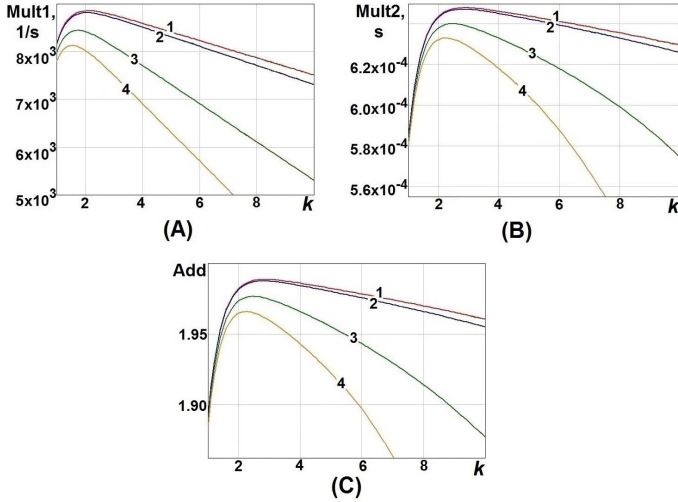 Mult1,
1/s
8x10³
7x10³
6x10³
5x10³
1
2
3
4
2
4
6
8
k
(A)
Mult2,
s
6.2x10⁻⁴
6.0x10⁻⁴
5.8x10⁻⁴
5.6x10⁻⁴
1
2
3
4
2
4
6
8
k
(B)
Add
1.95
1.90
1
2
3
4
2
4
6
8
k
(C)